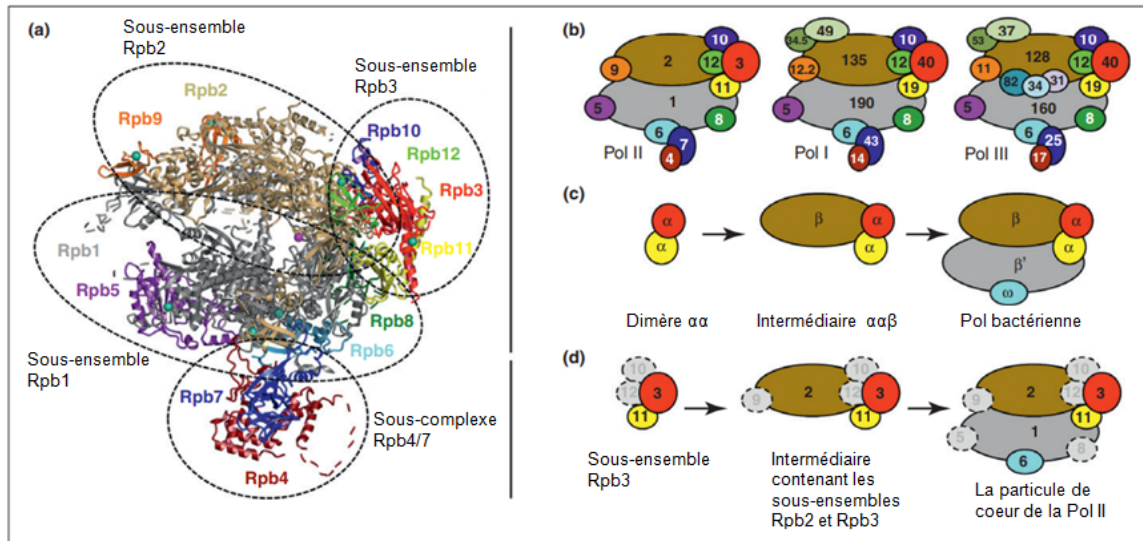 (a)
Sous-ensemble
Rpb2
Sous-ensemble
Rpb3
Rpb2
Rpb9
Rpb10
Rpb12
Rpb3
Rpb1
Rpb11
Rpb5
Rpb8
Sous-ensemble
Rpb1
Rpb6
Rpb7
Sous-complexe
Rpb4/7
Rpb4
(b)
10
2
12
3
9
11
1
5
8
6
7
4
Pol II
49
34.5
10
135
12
40
12.2
19
190
5
8
6
43
14
Pol I
37
53
10
128
12
40
11
82
34
31
19
160
5
8
6
25
17
Pol III
(c)
α
α
Dimère αα
β
α
α
Intermédiaire ααβ
β
α
α
β'
ω
Pol bactérienne
(d)
10
12
3
11
Sous-ensemble
Rpb3
10
2
12
3
9
11
Intermédiaire
contenant les
sous-ensembles
Rpb2 et Rpb3
10
2
12
3
9
11
1
5
8
6
La particule de
coeur de la Pol II